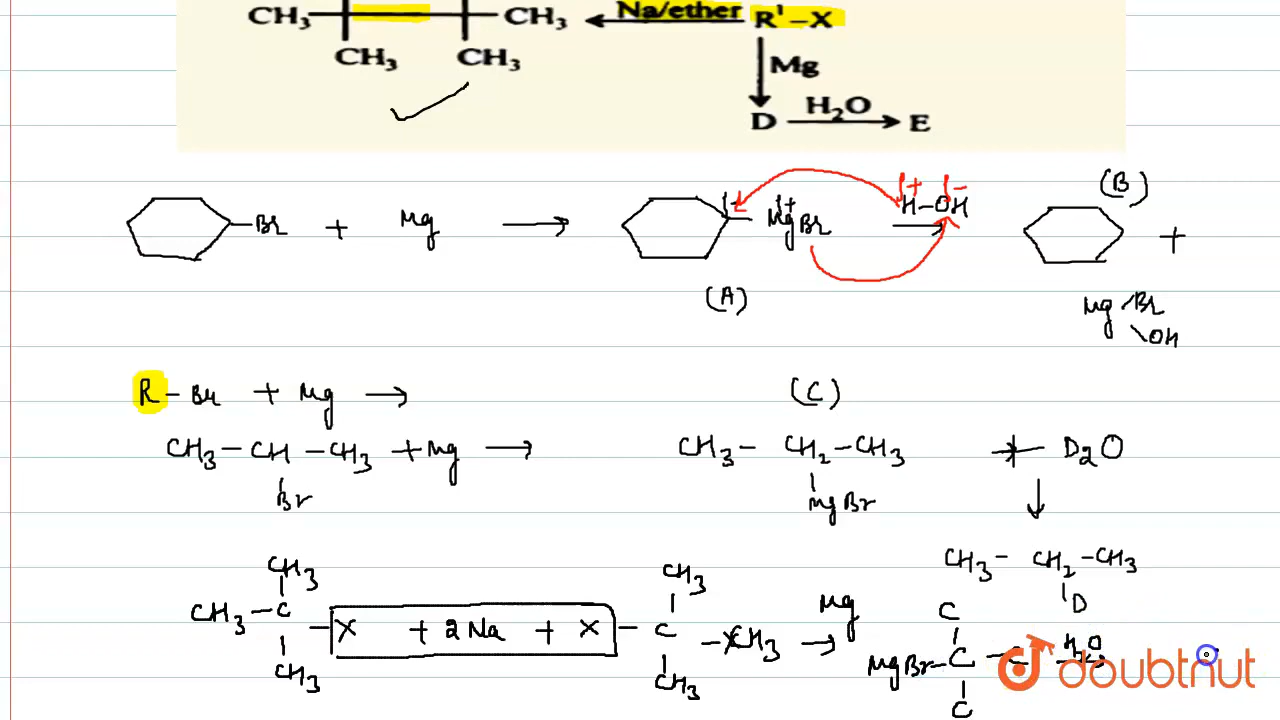 CH3 CH3 Na/ether R' – X
CH3 CH3 Mg
D H2O E
(B)
δ+ δ-
Br + Mg → MgBr H-OH → +
(A) Mg Br
OH
R - Br + Mg → (C)
CH3 - CH - CH3 + Mg → CH3 - CH2 - CH3 + D2O
Br MgBr
CH3 CH3 CH3 - CH2 - CH3
CH3 - C - X + 2Na + X - C - CH3 → Mg C D
CH3 CH3 MgBr - C - C H2O
C
doubtnut